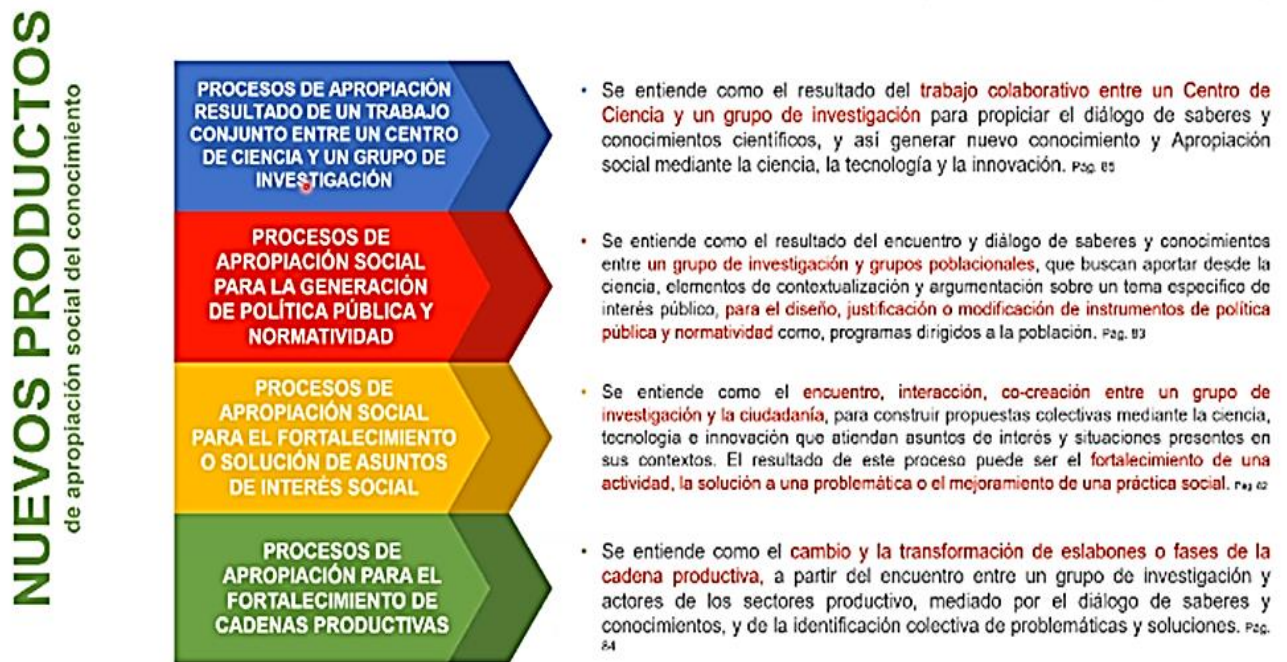 NUEVOS PRODUCTOS
de apropiación social del conocimiento
PROCESOS DE APROPIACIÓN
RESULTADO DE UN TRABAJO
CONJUNTO ENTRE UN CENTRO
DE CIENCIA Y UN GRUPO DE
INVESTIGACIÓN
• Se entiende como el resultado del trabajo colaborativo entre un Centro de
Ciencia y un grupo de investigación para propiciar el diálogo de saberes y
conocimientos científicos, y así generar nuevo conocimiento y Apropiación
social mediante la ciencia, la tecnología y la innovación. Pág. 85
PROCESOS DE
APROPIACIÓN SOCIAL
PARA LA GENERACIÓN
DE POLÍTICA PÚBLICA Y
NORMATIVIDAD
• Se entiende como el resultado del encuentro y diálogo de saberes y conocimientos
entre un grupo de investigación y grupos poblacionales, que buscan aportar desde la
ciencia, elementos de contextualización y argumentación sobre un tema especifico de
interés público, para el diseño, justificación o modificación de instrumentos de política
pública y normatividad como, programas dirigidos a la población. Pág. 83
PROCESOS DE
APROPIACIÓN SOCIAL
PARA EL FORTALECIMIENTO
O SOLUCIÓN DE ASUNTOS
DE INTERÉS SOCIAL
• Se entiende como el encuentro, interacción, co-creación entre un grupo de
investigación y la ciudadanía, para construir propuestas colectivas mediante la ciencia,
tecnología e innovación que atiendan asuntos de interés y situaciones presentes en
sus contextos. El resultado de este proceso puede ser el fortalecimiento de una
actividad, la solución a una problemática o el mejoramiento de una práctica social. Pág 82
PROCESOS DE
APROPIACIÓN PARA EL
FORTALECIMIENTO DE
CADENAS PRODUCTIVAS
• Se entiende como el cambio y la transformación de eslabones o fases de la
cadena productiva, a partir del encuentro entre un grupo de investigación y
actores de los sectores productivo, mediado por el diálogo de saberes y
conocimientos, y de la identificación colectiva de problemáticas y soluciones. Pág.
84